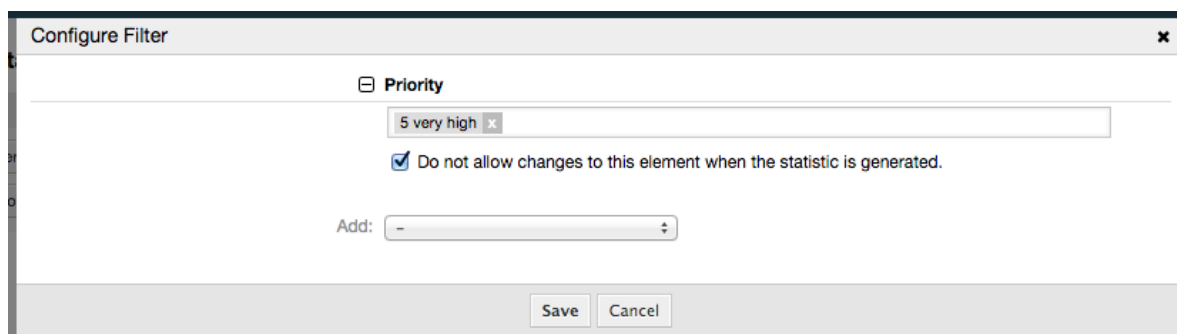 Configure Filter
Priority
5 very high x
Do not allow changes to this element when the statistic is generated.
Add: –
Save Cancel